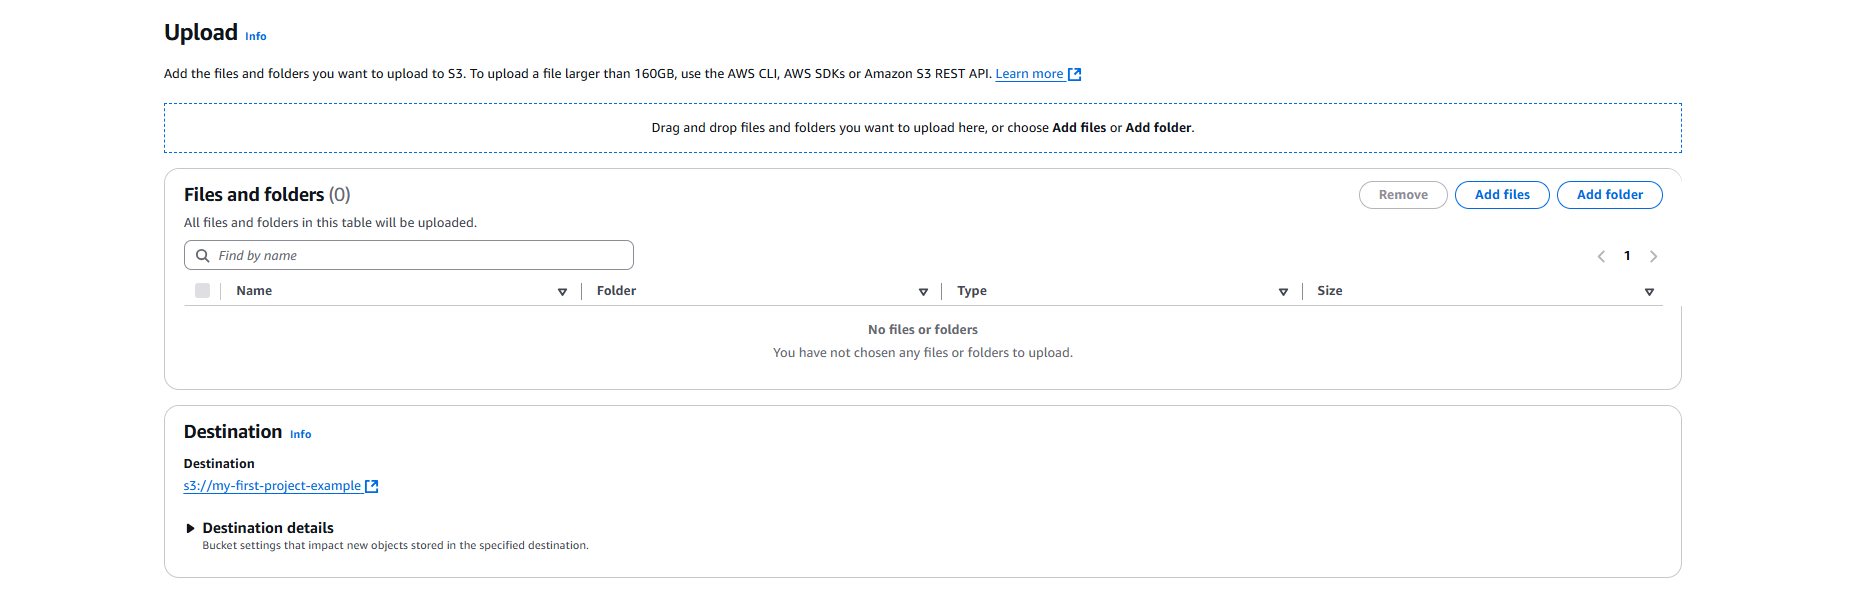 Upload Info
Add the files and folders you want to upload to S3. To upload a file larger than 160GB, use the AWS CLI, AWS SDKs or Amazon S3 REST API. Learn more
Drag and drop files and folders you want to upload here, or choose Add files or Add folder.
Files and folders (0)
Remove Add files Add folder
All files and folders in this table will be uploaded.
Find by name
1
Name Folder Type Size
No files or folders
You have not chosen any files or folders to upload.
Destination Info
Destination
s3://my-first-project-example
Destination details
Bucket settings that impact new objects stored in the specified destination.